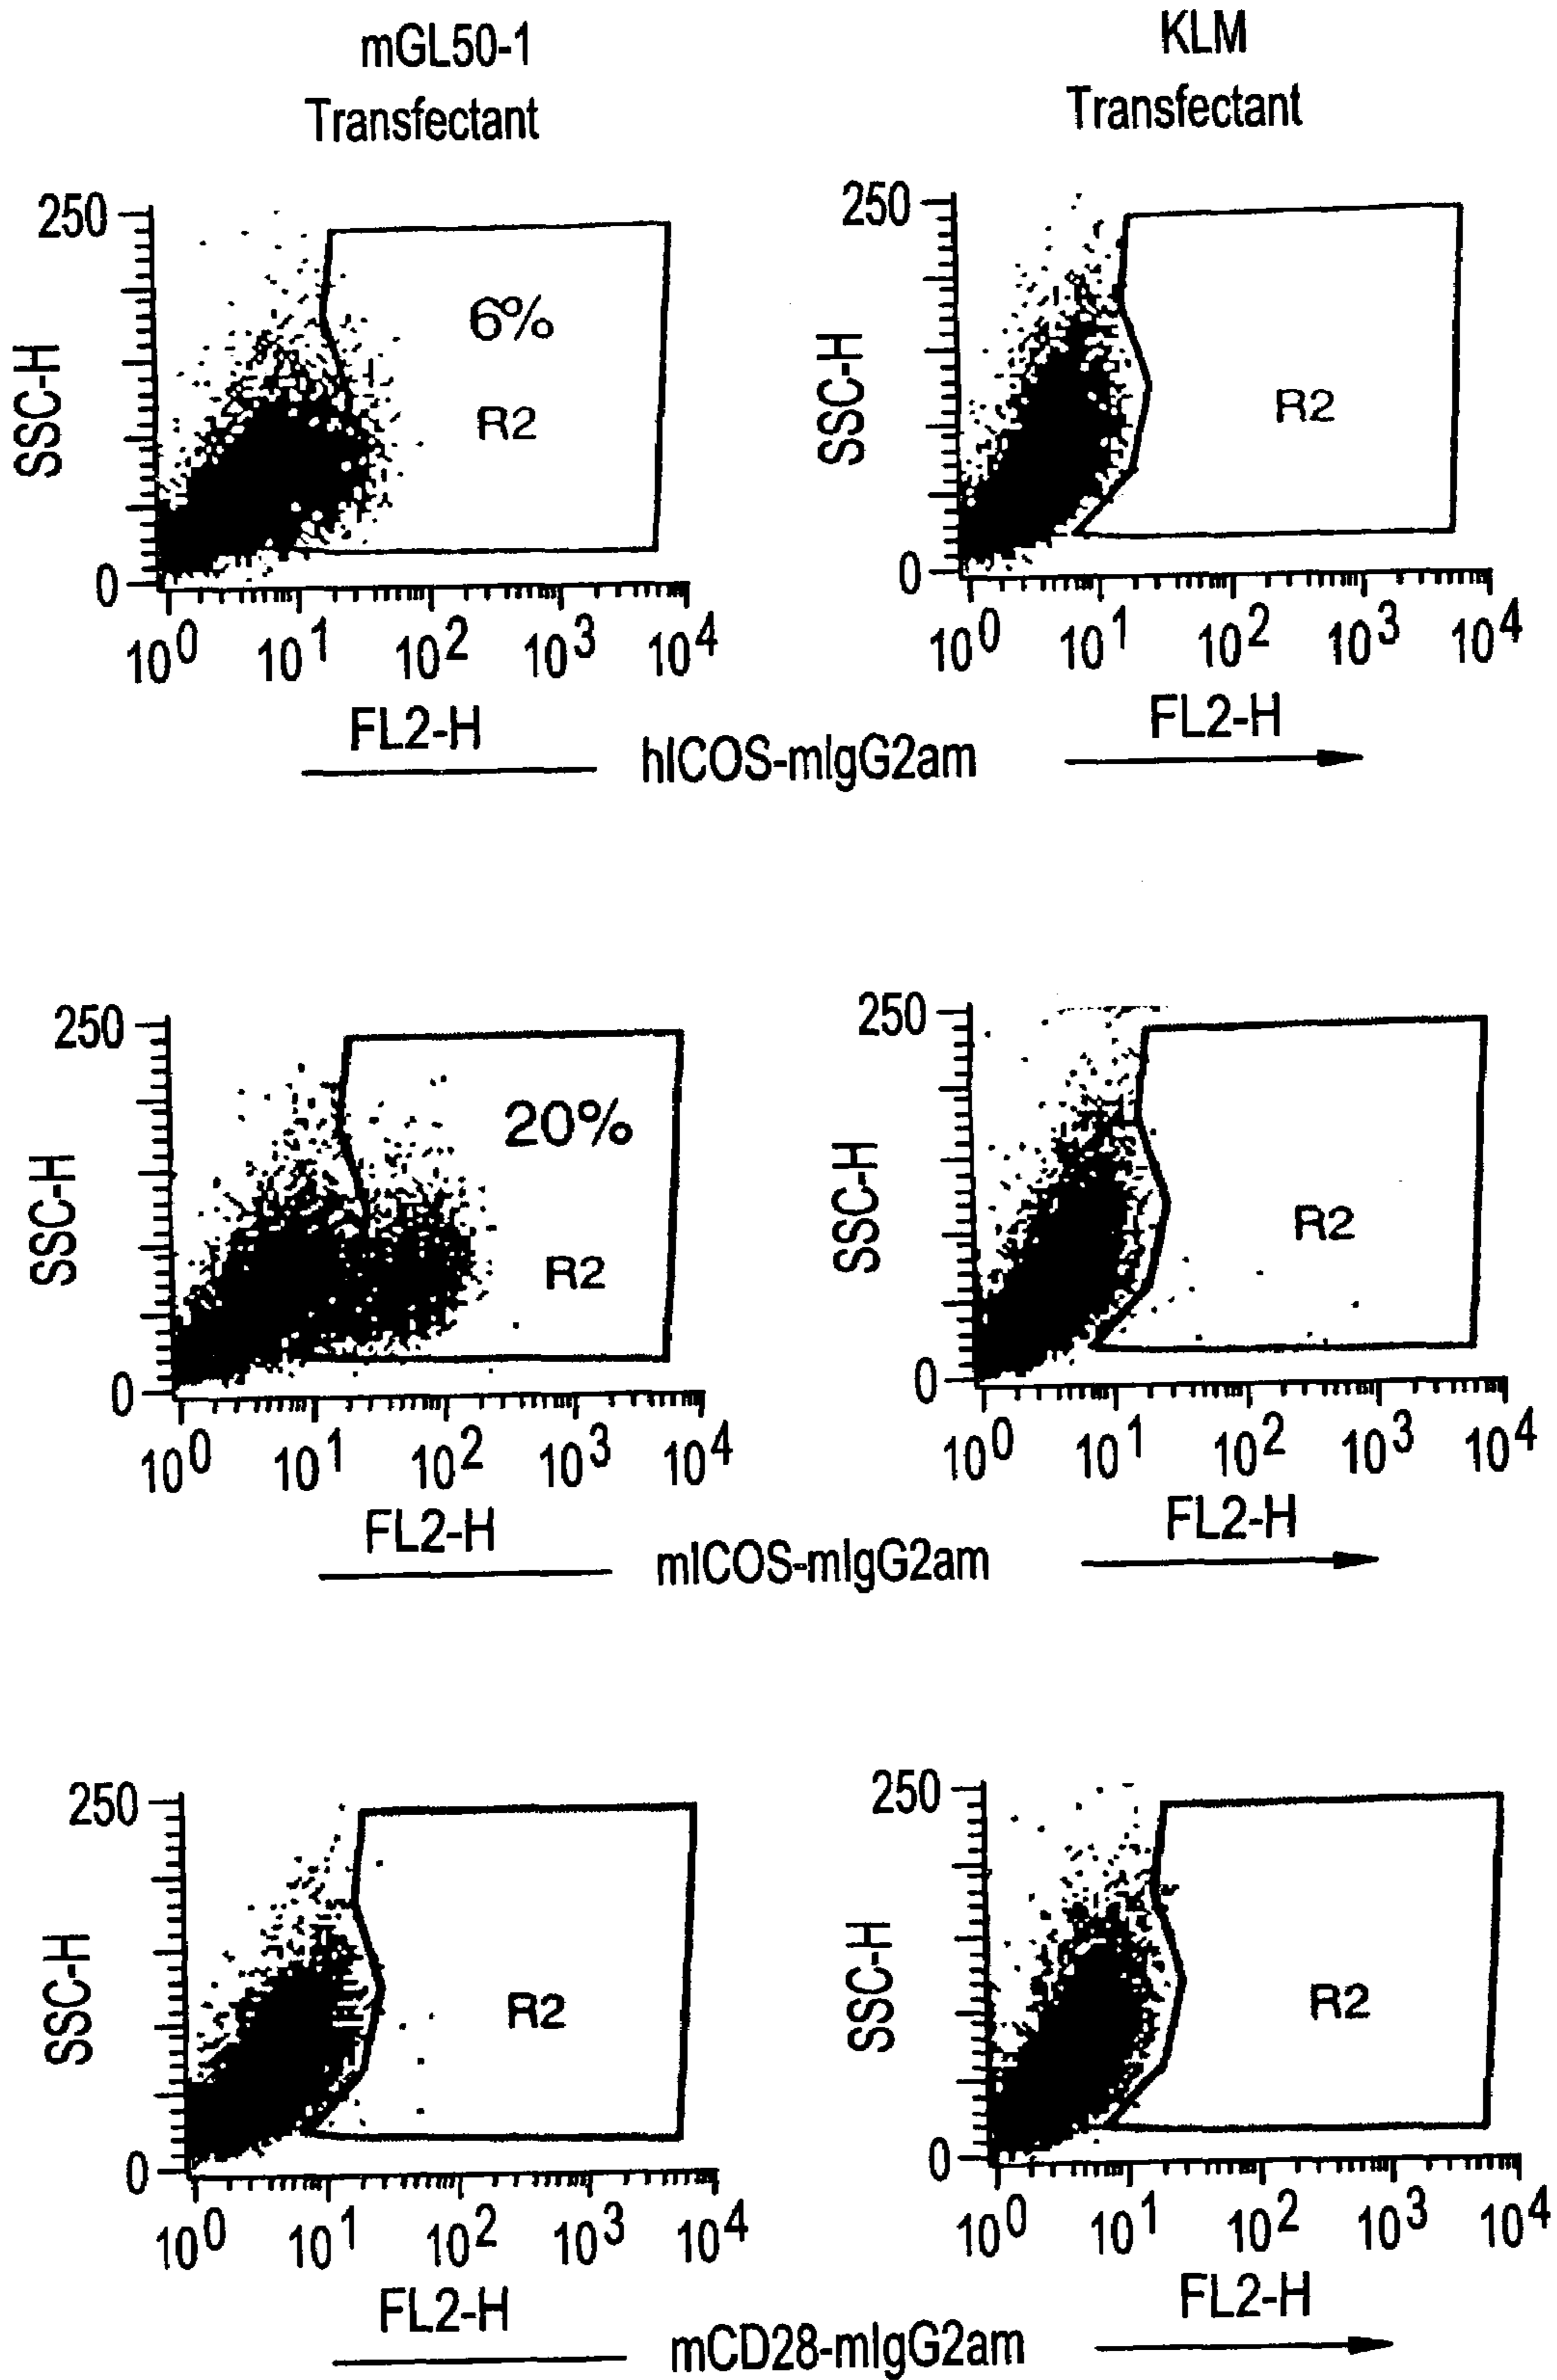 mGL50-1
Transfectant
KLM
Transfectant
250
SSC-H
6%
R2
0
10^0 10^1 10^2 10^3 10^4
FL2-H
250
SSC-H
R2
0
10^0 10^1 10^2 10^3 10^4
FL2-H
hICOS-mIgG2am
250
SSC-H
20%
R2
0
10^0 10^1 10^2 10^3 10^4
FL2-H
250
SSC-H
R2
0
10^0 10^1 10^2 10^3 10^4
FL2-H
mICOS-mIgG2am
250
SSC-H
R2
0
10^0 10^1 10^2 10^3 10^4
FL2-H
250
SSC-H
R2
0
10^0 10^1 10^2 10^3 10^4
FL2-H
mCD28-mIgG2am